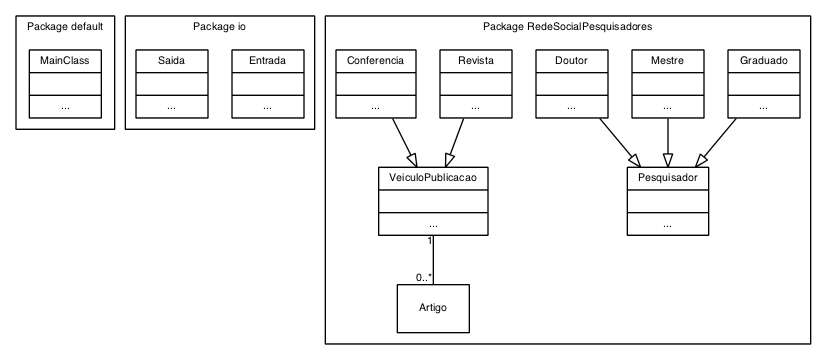 Package default
MainClass
...
Package io
Saida
...
Entrada
...
Package RedeSocialPesquisadores
Conferencia
...
Revista
...
Doutor
...
Mestre
...
Graduado
...
VeiculoPublicacao
...
Pesquisador
...
1
0..*
Artigo